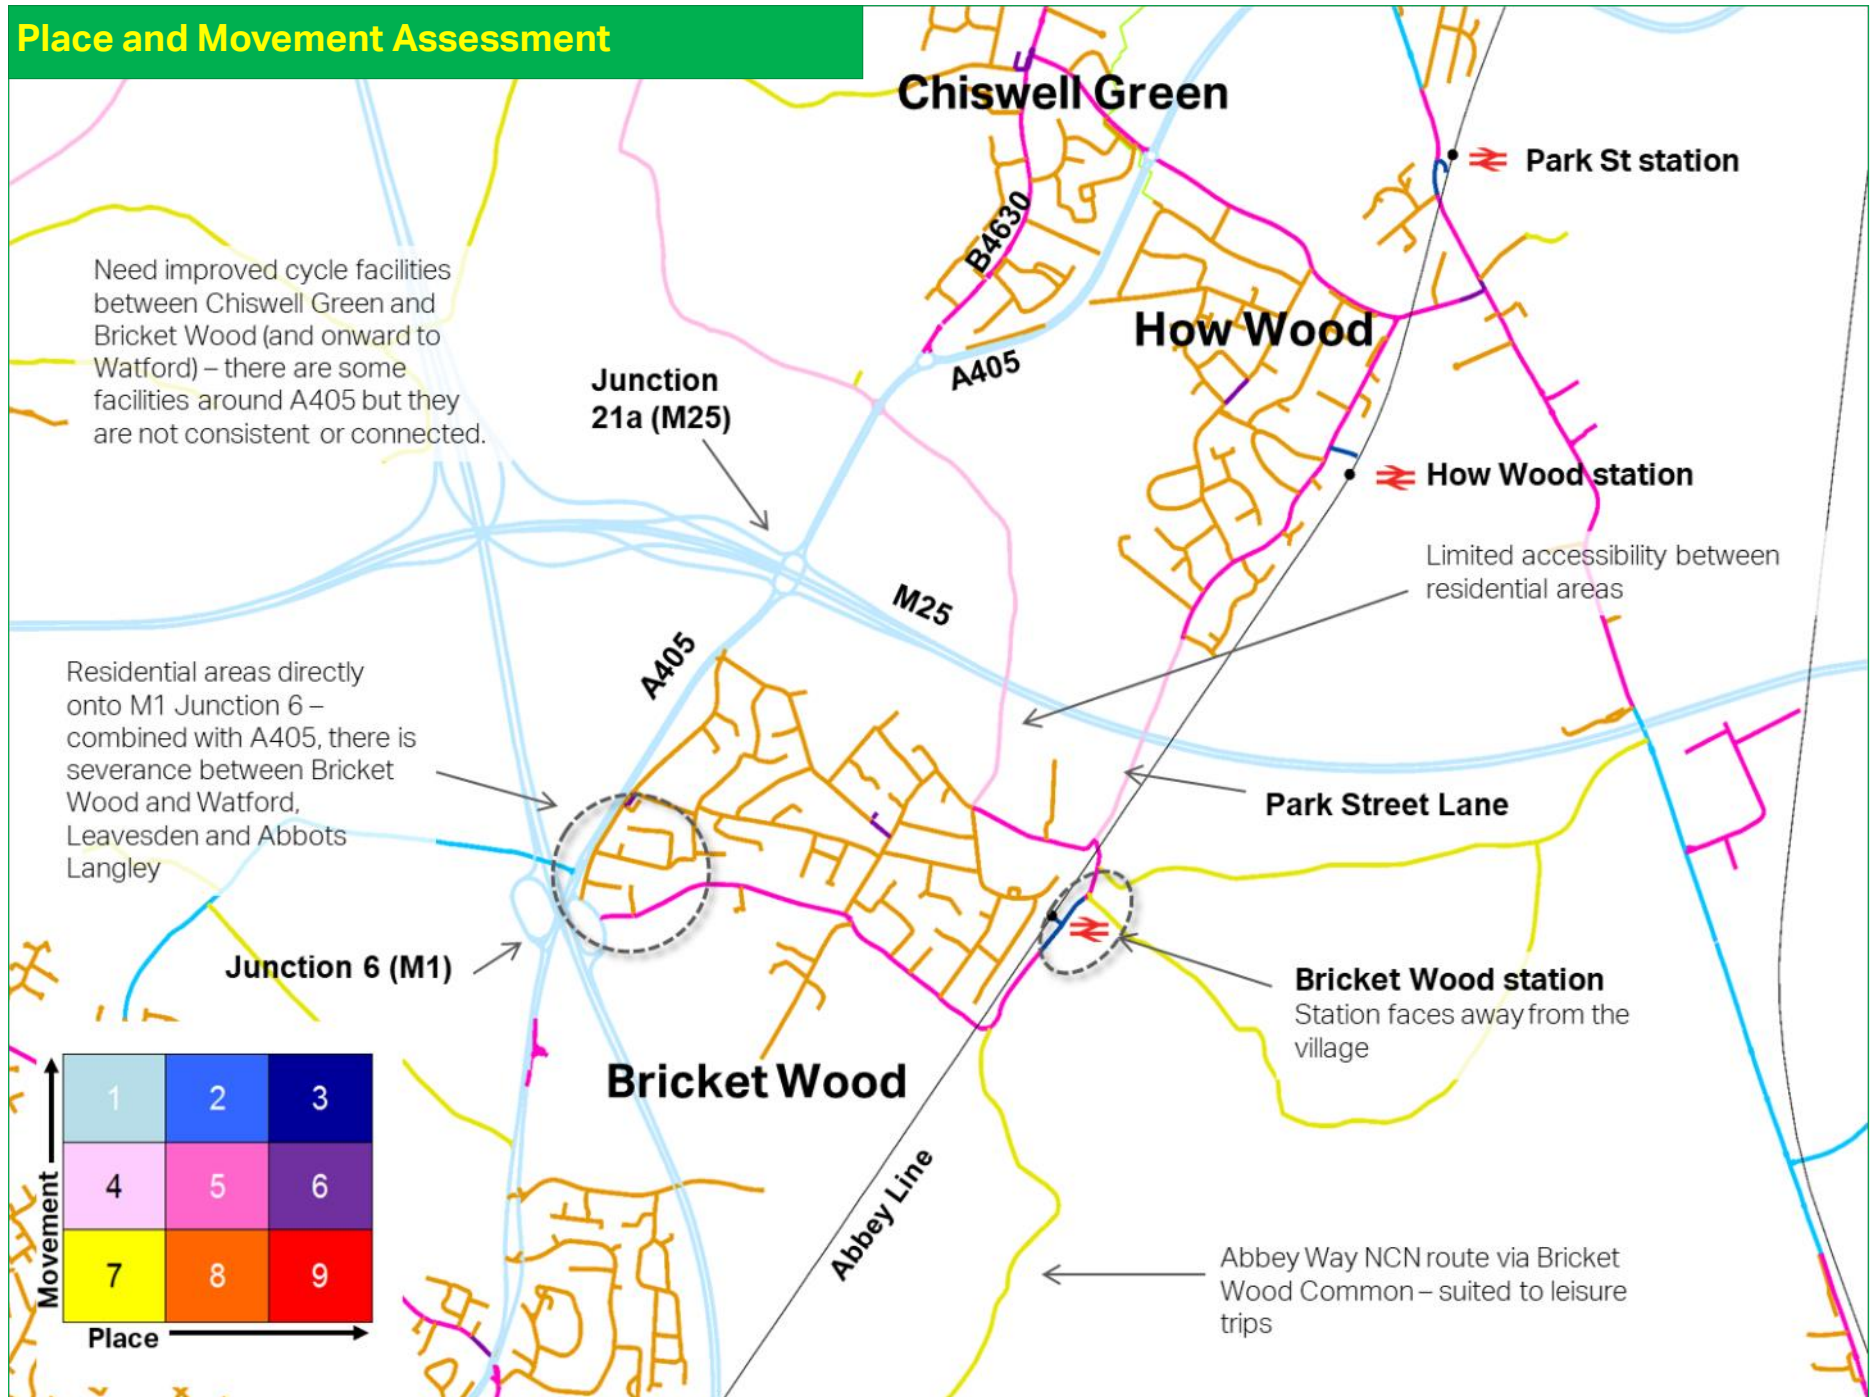 Place and Movement Assessment
Chiswell Green
Park St station
B4630
Need improved cycle facilities
between Chiswell Green and
Bricket Wood (and onward to
Watford) – there are some
facilities around A405 but they
are not consistent or connected.
How Wood
A405
Junction
21a (M25)
How Wood station
Limited accessibility between
residential areas
M25
A405
Residential areas directly
onto M1 Junction 6 –
combined with A405, there is
severance between Bricket
Wood and Watford,
Leavesden and Abbots
Langley
Park Street Lane
Junction 6 (M1)
Bricket Wood station
Station faces away from the
village
Bricket Wood
Abbey Line
Abbey Way NCN route via Bricket
Wood Common – suited to leisure
trips
Movement
1 2 3
4 5 6
7 8 9
Place